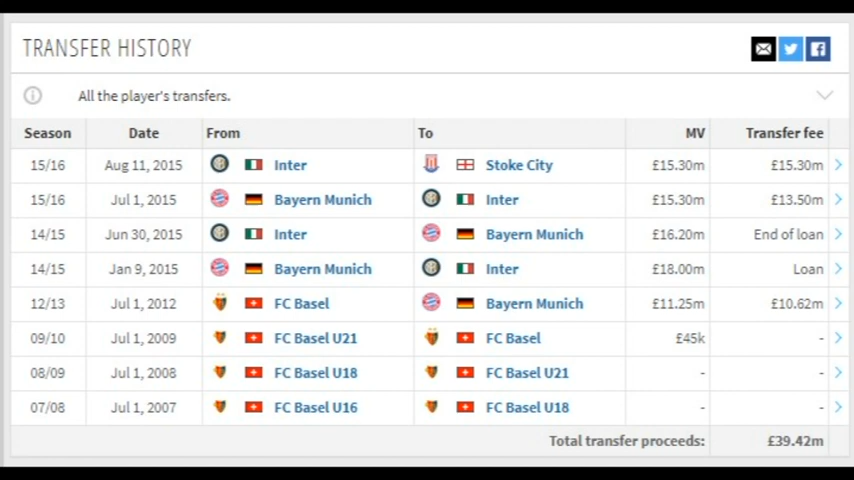 TRANSFER HISTORY
All the player's transfers.
Season Date From To MV Transfer fee
15/16 Aug 11, 2015 Inter Stoke City £15.30m £15.30m
15/16 Jul 1, 2015 Bayern Munich Inter £15.30m £13.50m
14/15 Jun 30, 2015 Inter Bayern Munich £16.20m End of loan
14/15 Jan 9, 2015 Bayern Munich Inter £18.00m Loan
12/13 Jul 1, 2012 FC Basel Bayern Munich £11.25m £10.62m
09/10 Jul 1, 2009 FC Basel U21 FC Basel £45k -
08/09 Jul 1, 2008 FC Basel U18 FC Basel U21 - -
07/08 Jul 1, 2007 FC Basel U16 FC Basel U18 - -
Total transfer proceeds: £39.42m